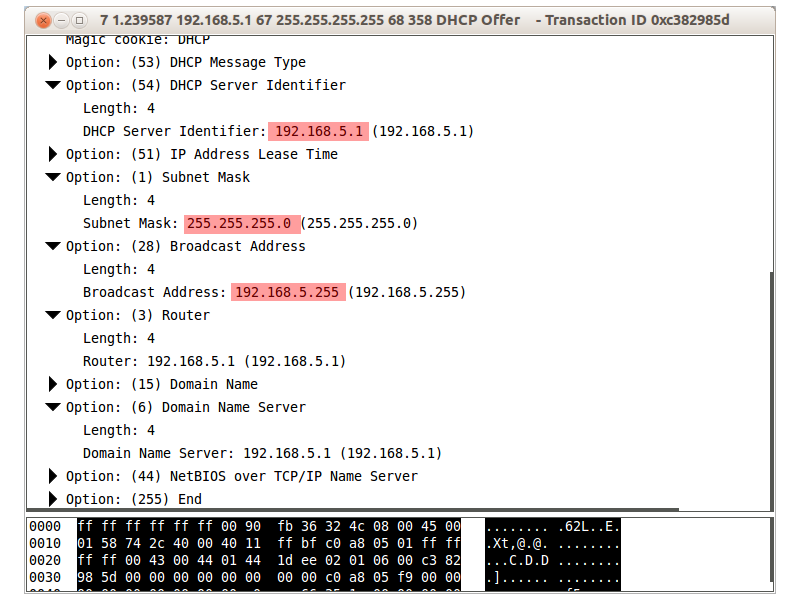 7 1.239587 192.168.5.1 67 255.255.255.255 68 358 DHCP Offer - Transaction ID 0xc382985d
Magic cookie: DHCP
Option: (53) DHCP Message Type
Option: (54) DHCP Server Identifier
Length: 4
DHCP Server Identifier: 192.168.5.1 (192.168.5.1)
Option: (51) IP Address Lease Time
Option: (1) Subnet Mask
Length: 4
Subnet Mask: 255.255.255.0 (255.255.255.0)
Option: (28) Broadcast Address
Length: 4
Broadcast Address: 192.168.5.255 (192.168.5.255)
Option: (3) Router
Length: 4
Router: 192.168.5.1 (192.168.5.1)
Option: (15) Domain Name
Option: (6) Domain Name Server
Length: 4
Domain Name Server: 192.168.5.1 (192.168.5.1)
Option: (44) NetBIOS over TCP/IP Name Server
Option: (255) End
0000 ff ff ff ff ff ff 00 90 fb 36 32 4c 08 00 45 00 ........ .62L..E.
0010 01 58 74 2c 40 00 40 11 ff bf c0 a8 05 01 ff ff .Xt,@.@. ........
0020 ff ff 00 43 00 44 01 44 1d ee 02 01 06 00 c3 82 ...C.D.D ........
0030 98 5d 00 00 00 00 00 00 00 00 c0 a8 05 f9 00 00 .]...... ........